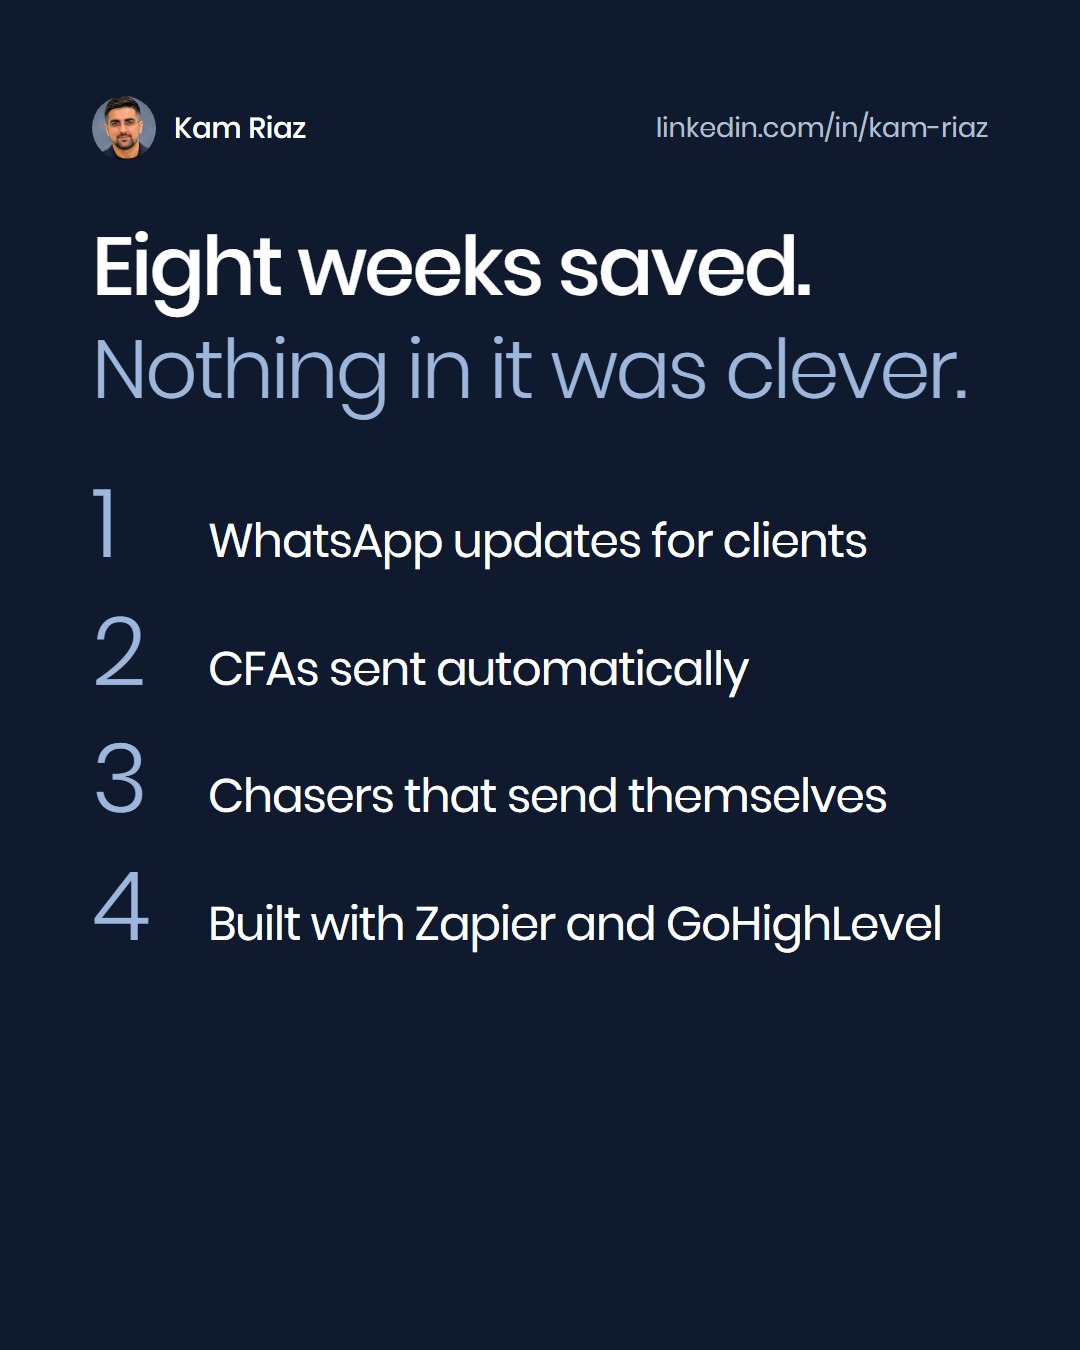 Kam Riaz
linkedin.com/in/kam-riaz
Eight weeks saved.
Nothing in it was clever.
1 WhatsApp updates for clients
2 CFAs sent automatically
3 Chasers that send themselves
4 Built with Zapier and GoHighLevel